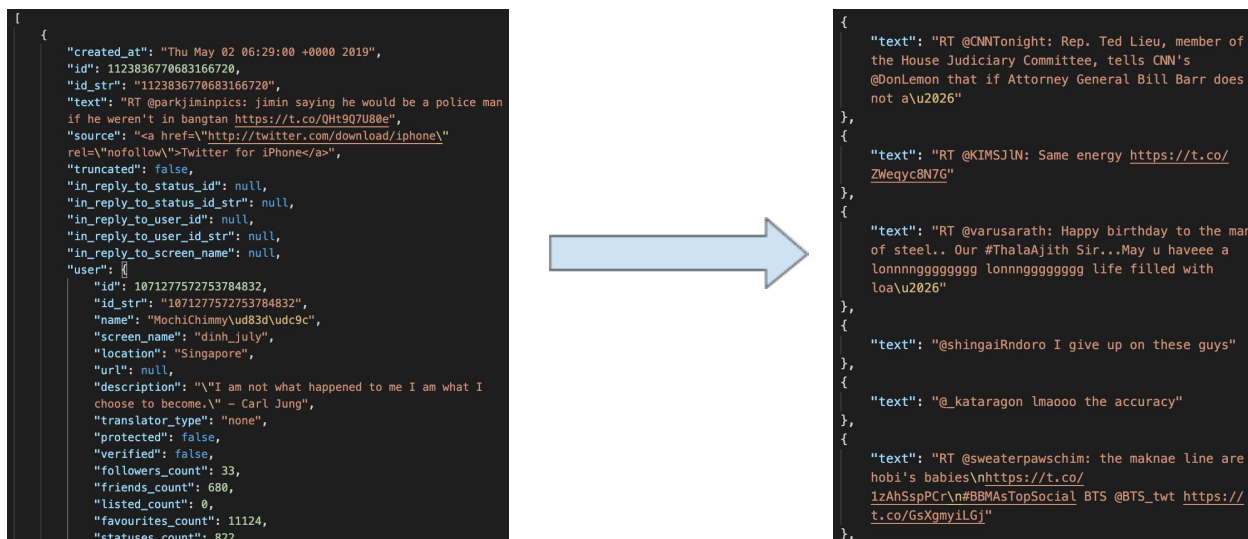 [
{
"created_at": "Thu May 02 06:29:00 +0000 2019",
"id": 1123836770683166720,
"id_str": "1123836770683166720",
"text": "RT @parkjiminpics: jimin saying he would be a police man
if he weren't in bangtan https://t.co/QHt9Q7U80e",
"source": "<a href=\"http://twitter.com/download/iphone\"
rel=\"nofollow\">Twitter for iPhone</a>",
"truncated": false,
"in_reply_to_status_id": null,
"in_reply_to_status_id_str": null,
"in_reply_to_user_id": null,
"in_reply_to_user_id_str": null,
"in_reply_to_screen_name": null,
"user": {
"id": 1071277572753784832,
"id_str": "1071277572753784832",
"name": "MochiChimmy\ud83d\udc9c",
"screen_name": "dinh_july",
"location": "Singapore",
"url": null,
"description": "\"I am not what happened to me I am what I
choose to become.\" – Carl Jung",
"translator_type": "none",
"protected": false,
"verified": false,
"followers_count": 33,
"friends_count": 680,
"listed_count": 0,
"favourites_count": 11124,
"statuses_count": 822,
{
"text": "RT @CNNTonight: Rep. Ted Lieu, member of
the House Judiciary Committee, tells CNN's
@DonLemon that if Attorney General Bill Barr does
not a\u2026"
},
{
"text": "RT @KIMSJlN: Same energy https://t.co/
ZWeqyc8N7G"
},
{
"text": "RT @varusarath: Happy birthday to the man
of steel.. Our #ThalaAjith Sir...May u haveee a
lonnnngggggggg lonnngggggggg life filled with
loa\u2026"
},
{
"text": "@shingaiRndoro I give up on these guys"
},
{
"text": "@_kataragon lmaooo the accuracy"
},
{
"text": "RT @sweaterpawschim: the maknae line are
hobi's babies\nhttps://t.co/
1zAhSspPCr\n#BBMAsTopSocial BTS @BTS_twt https://
t.co/GsXgmyiLGj"
},